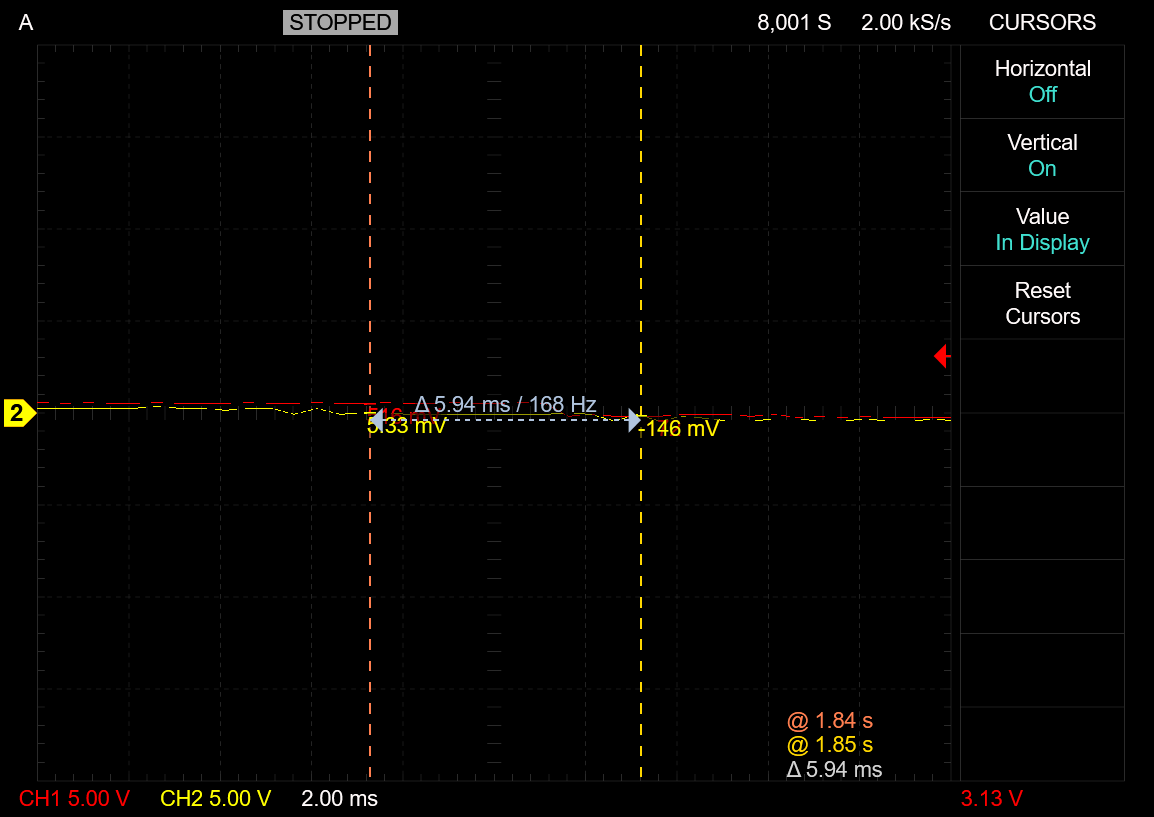 A STOPPED 8,001 S 2.00 kS/s CURSORS
Horizontal
Off
Vertical
On
Value
In Display
Reset
Cursors
2
Δ 5.94 ms / 168 Hz
5.33 mV
-146 mV
@ 1.84 s
@ 1.85 s
Δ 5.94 ms
CH1 5.00 V CH2 5.00 V 2.00 ms 3.13 V